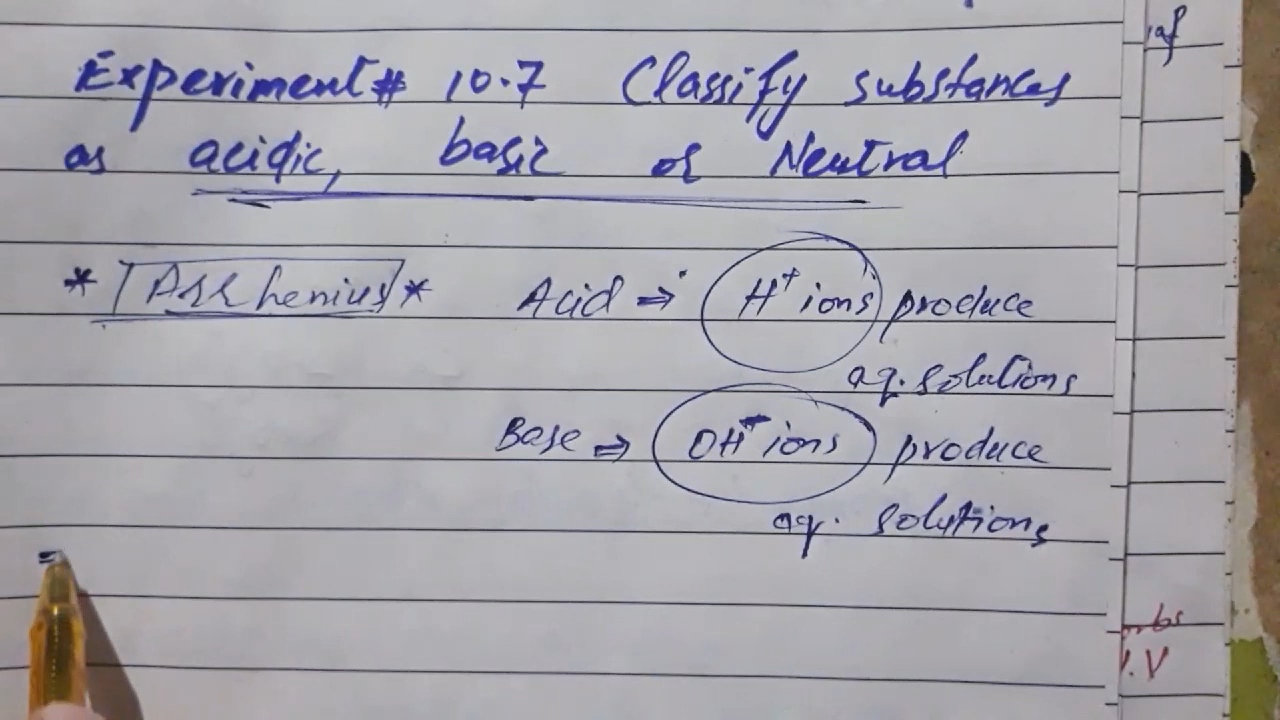 Experiment# 10.7 Classify substances
as acidic, basic or Neutral
* Arrhenius * Acid ⇒ H⁺ ions produce
aq. solutions
Base ⇒ OH⁻ ions produce
aq. solutions